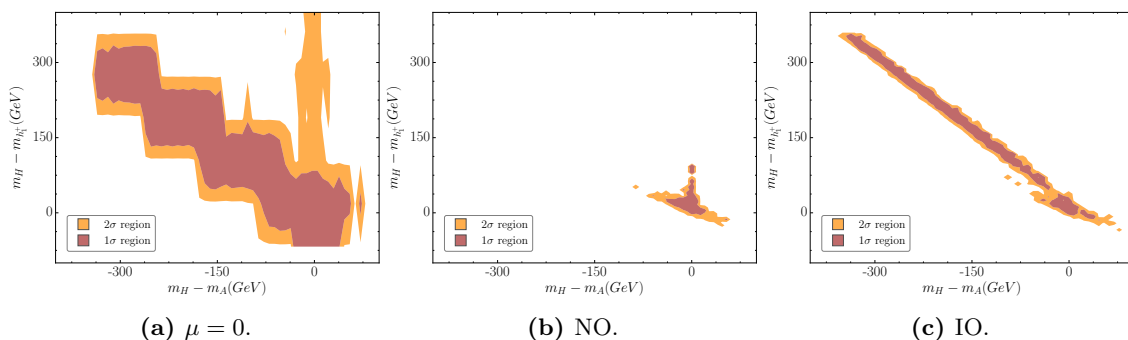 300
150
0
m_H − m_{h_1^+}(GeV)
2σ region
1σ region
-300 -150 0
m_H − m_A(GeV)
(a) μ = 0.
300
150
0
m_H − m_{h_1^+}(GeV)
2σ region
1σ region
-300 -150 0
m_H − m_A(GeV)
(b) NO.
300
150
0
m_H − m_{h_1^+}(GeV)
2σ region
1σ region
-300 -150 0
m_H − m_A(GeV)
(c) IO.